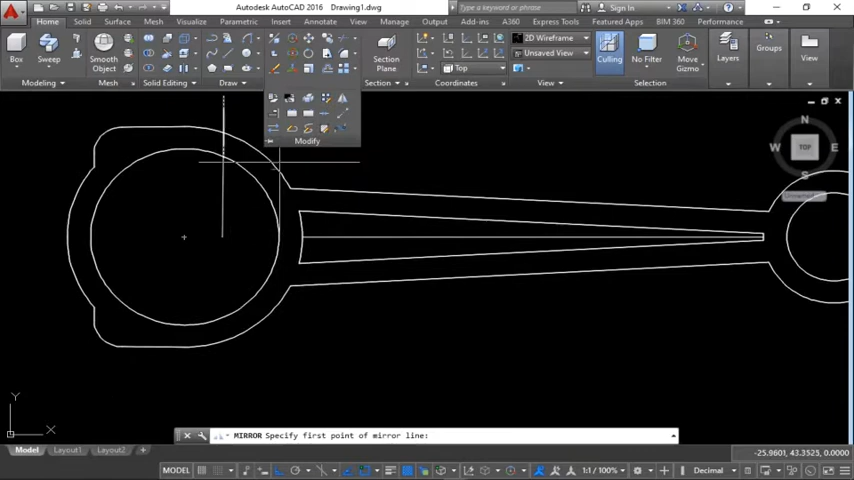 Autodesk AutoCAD 2016 Drawing1.dwg
Type a keyword or phrase
Sign In
Home Solid Surface Mesh Visualize Parametric Insert Annotate View Manage Output Add-ins A360 Express Tools Featured Apps BIM 360 Performance
2D Wireframe
Unsaved View
Top
Box Sweep Smooth Object Section Plane Culling No Filter Move Gizmo Layers Groups View
Modeling Mesh Solid Editing Draw Section Coordinates View Selection
Modify
N
W TOP E
S
Unnamed
Y
X
MIRROR Specify first point of mirror line:
Model Layout1 Layout2 +
-25.9601, 43.3525, 0.0000
MODEL 1:1 / 100% Decimal